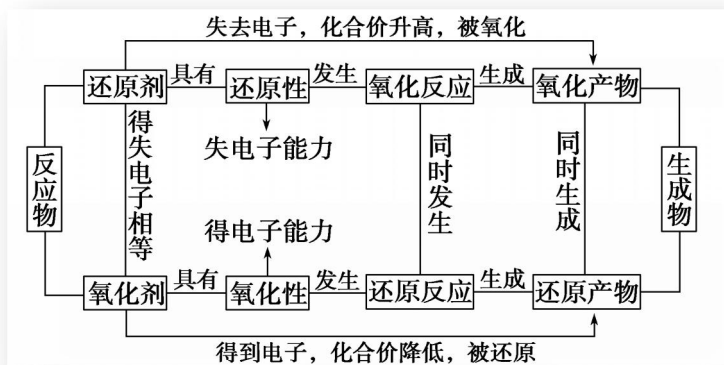 失去电子，化合价升高，被氧化
还原剂 具有 还原性 发生 氧化反应 生成 氧化产物
失电子能力
反应物
得失电子相等
同时发生
同时生成
生成物
得电子能力
氧化剂 具有 氧化性 发生 还原反应 生成 还原产物
得到电子，化合价降低，被还原